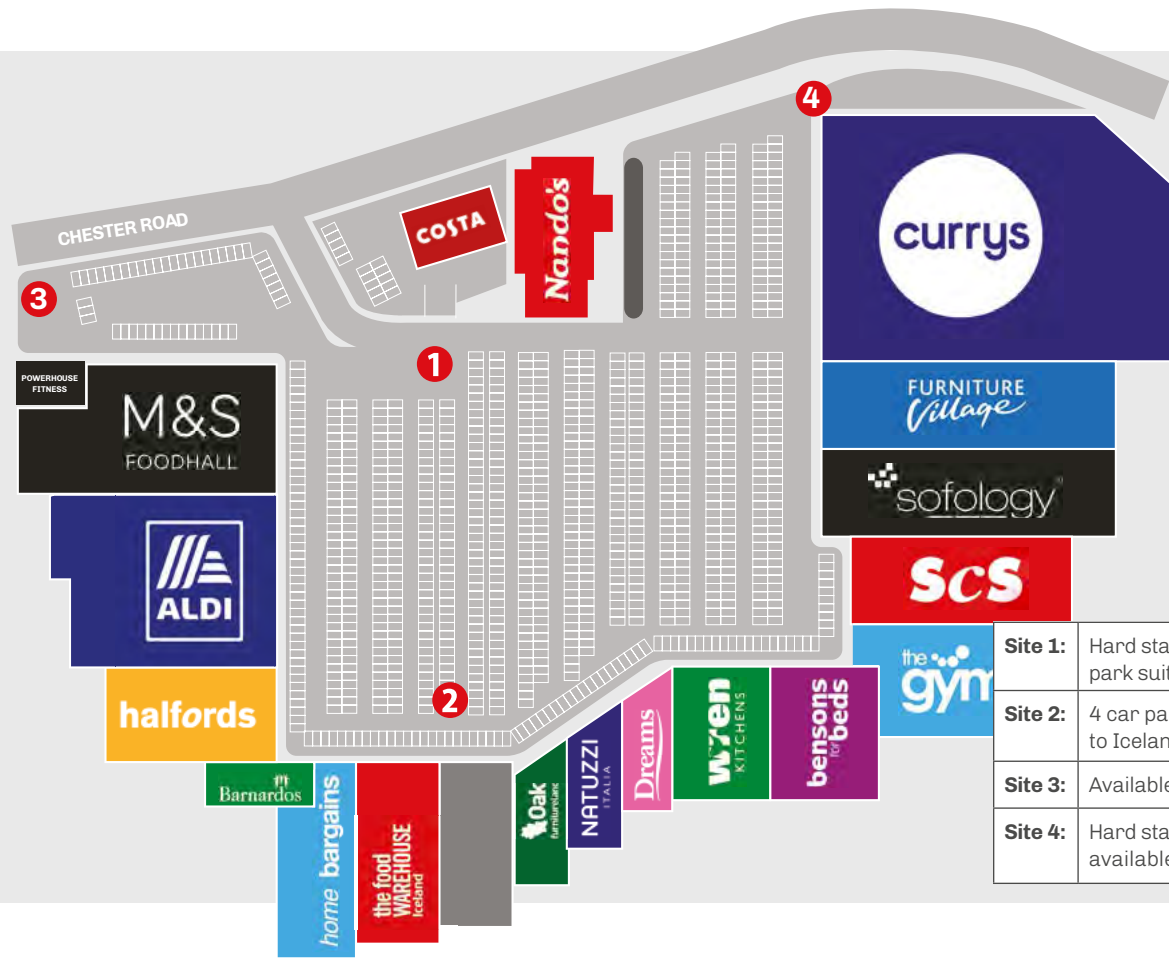 4
CHESTER ROAD
COSTA
Nando's
currys
3
1
POWERHOUSE
FITNESS
M&S
FOODHALL
FURNITURE
Village
sofology
ALDI
scs
the
gym
halfords
2
Barnardos
home bargains
the food
WAREHOUSE
Iceland
Oak
furnitureland
NATUZZI
ITALIA
Dreams
wren
KITCHENS
bensons
for beds
Site 1: Hard sta
park suit
Site 2: 4 car pa
to Icelan
Site 3: Available
Site 4: Hard sta
available